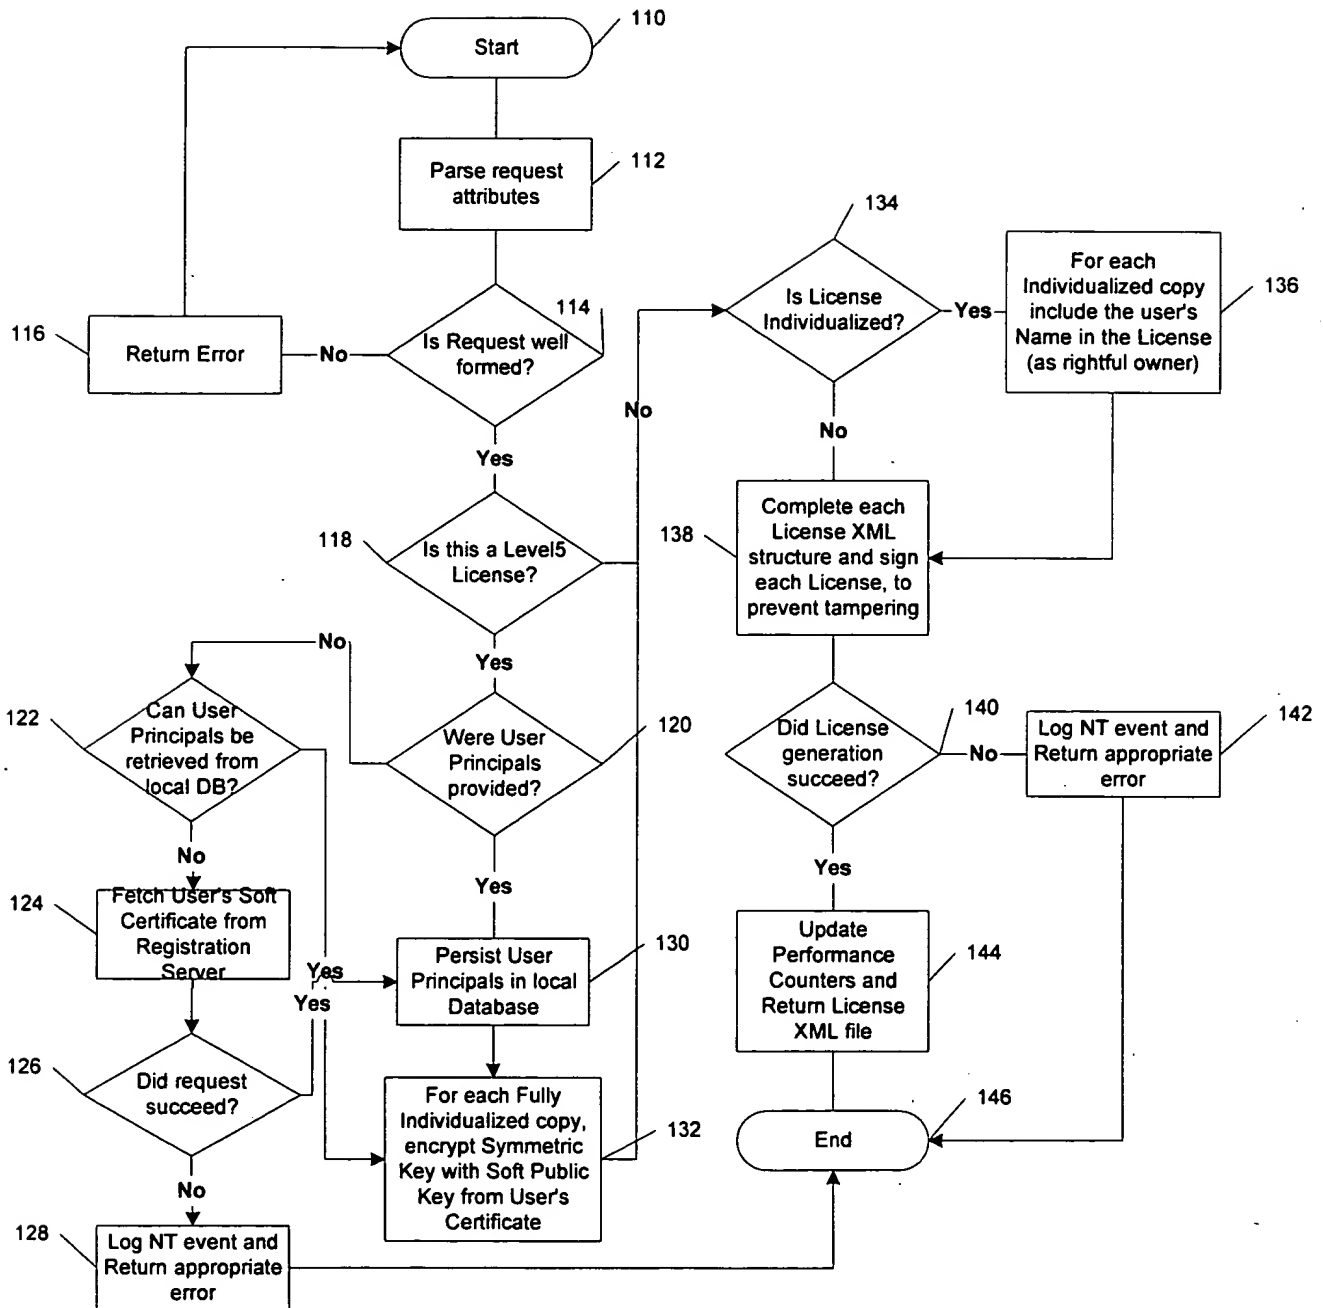 110
Start
112
Parse request
attributes
134
For each
Individualized copy
include the user's
Name in the License
(as rightful owner)
136
Is License
Individualized?
Yes
114
116
Return Error
No
Is Request well
formed?
No
No
Yes
118
Is this a Level5
License?
138
Complete each
License XML
structure and sign
each License, to
prevent tampering
No
Yes
122
Can User
Principals be
retrieved from
local DB?
120
Were User
Principals
provided?
140
Did License
generation
succeed?
No
Log NT event and
Return appropriate
error
142
No
Yes
Yes
124
Fetch User's Soft
Certificate from
Registration
Server
130
Persist User
Principals in local
Database
144
Update
Performance
Counters and
Return License
XML file
Yes
Yes
126
Did request
succeed?
132
For each Fully
Individualized copy,
encrypt Symmetric
Key with Soft Public
Key from User's
Certificate
146
End
No
128
Log NT event and
Return appropriate
error